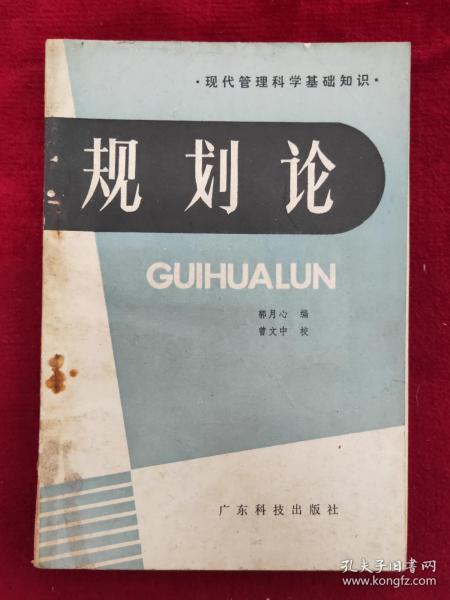 ·现代管理科学基础知识·
规划论
GUIHUALUN
郭月心 编
曾文中 校
广东科技出版社
孔夫子旧书网
www.kongfz.com